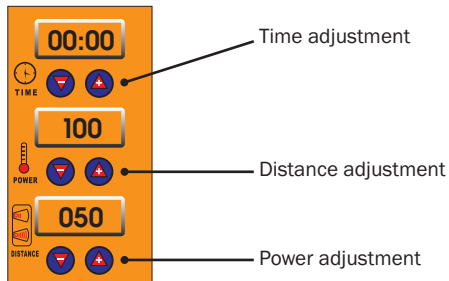 00:00
Time adjustment
TIME
100
POWER
Distance adjustment
050
DISTANCE
Power adjustment